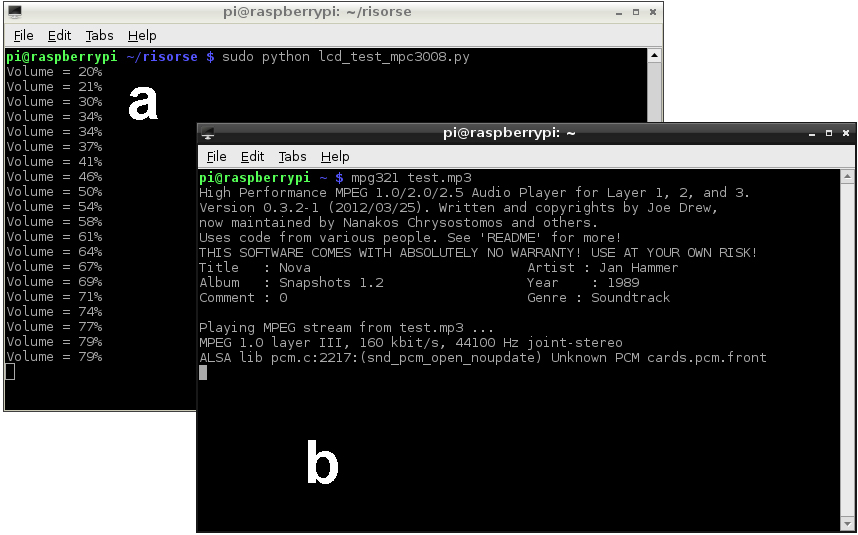 pi@raspberrypi: ~/risorse
File Edit Tabs Help
pi@raspberrypi ~/risorse $ sudo python lcd_test_mpc3008.py
Volume = 20%
Volume = 21%
Volume = 30%
Volume = 34%
Volume = 34%
Volume = 37%
Volume = 41%
Volume = 46%
Volume = 50%
Volume = 54%
Volume = 58%
Volume = 61%
Volume = 64%
Volume = 67%
Volume = 69%
Volume = 71%
Volume = 74%
Volume = 77%
Volume = 79%
Volume = 79%
a
pi@raspberrypi: ~
File Edit Tabs Help
pi@raspberrypi ~ $ mpg321 test.mp3
High Performance MPEG 1.0/2.0/2.5 Audio Player for Layer 1, 2, and 3.
Version 0.3.2-1 (2012/03/25). Written and copyrights by Joe Drew,
now maintained by Nanakos Chrysostomos and others.
Uses code from various people. See 'README' for more!
THIS SOFTWARE COMES WITH ABSOLUTELY NO WARRANTY! USE AT YOUR OWN RISK!
Title   : Nova                          Artist : Jan Hammer
Album   : Snapshots 1.2                 Year    : 1989
Comment : 0                             Genre : Soundtrack
Playing MPEG stream from test.mp3 ...
MPEG 1.0 layer III, 160 kbit/s, 44100 Hz joint-stereo
ALSA lib pcm.c:2217:(snd_pcm_open_noupdate) Unknown PCM cards.pcm.front
b